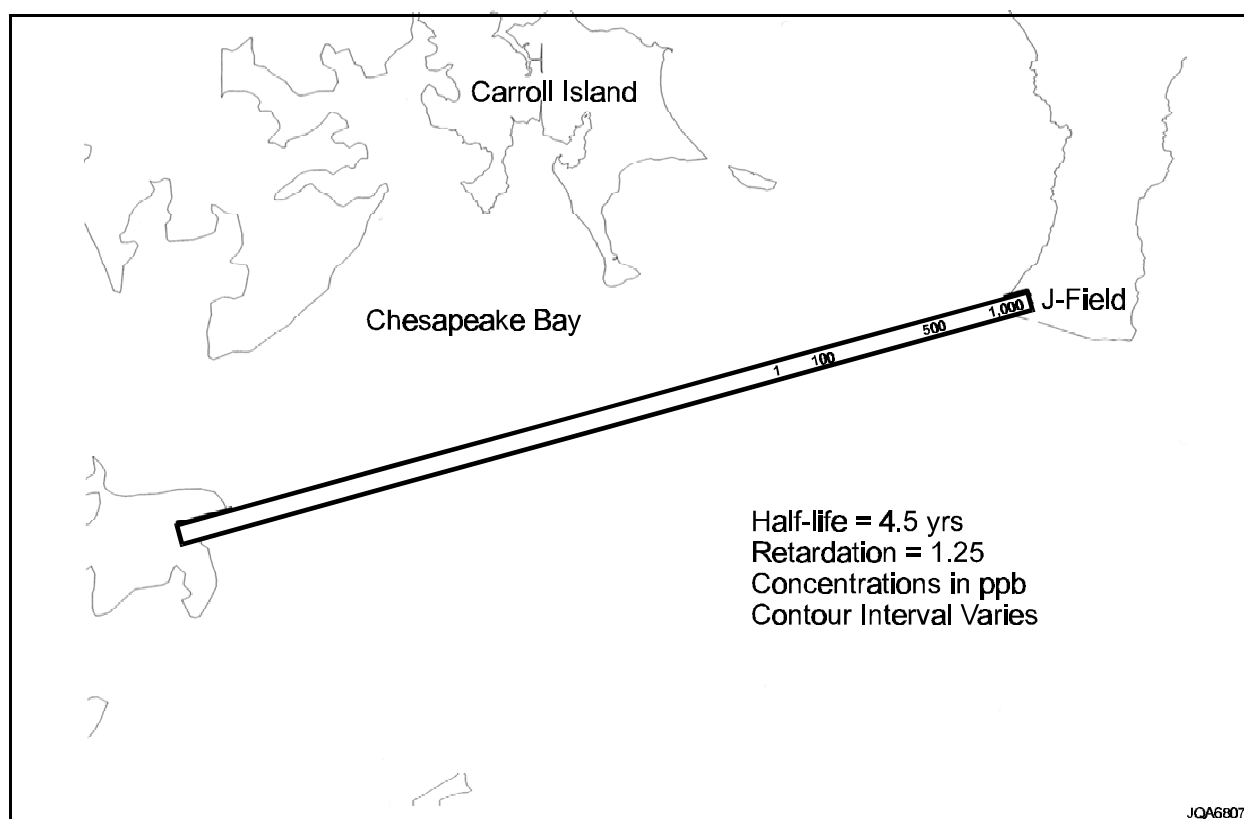 Carroll Island
J-Field
Chesapeake Bay
1,000
500
100
1
Half-life = 4.5 yrs
Retardation = 1.25
Concentrations in ppb
Contour Interval Varies
JQA6807